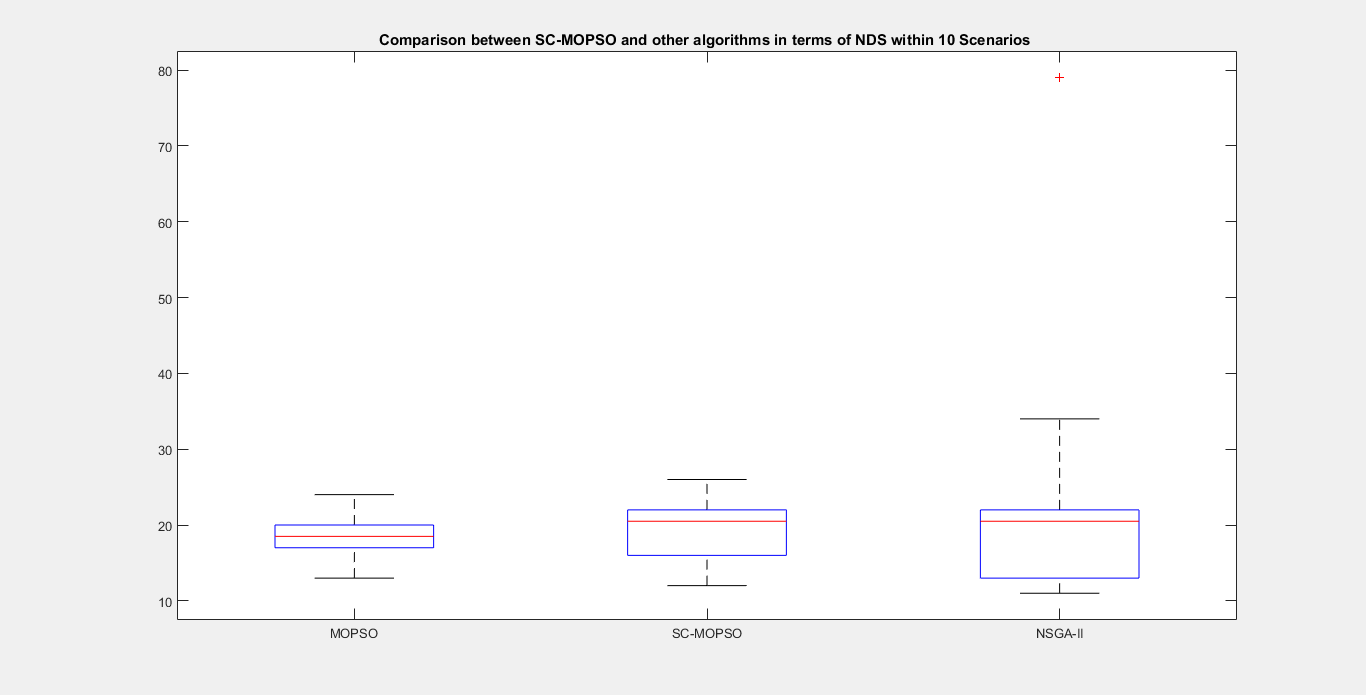 Comparison between SC-MOPSO and other algorithms in terms of NDS within 10 Scenarios
80
70
60
50
40
30
20
10
MOPSO
SC-MOPSO
NSGA-II